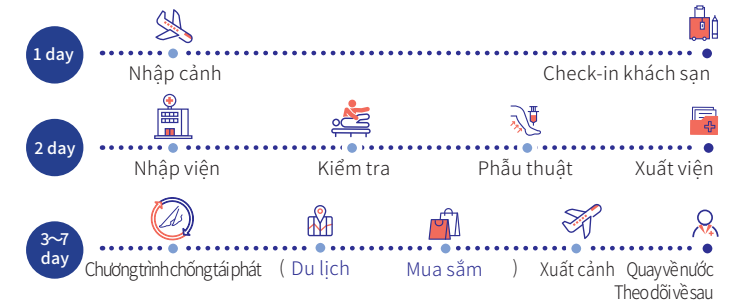 1 day
Nhập cảnh
Check-in khách sạn
2 day
Nhập viện
Kiểm tra
Phẫu thuật
Xuất viện
3~7
day
Chương trình chống tái phát
( Du lịch
Mua sắm )
Xuất cảnh
Quay về nước
Theo dõi về sau